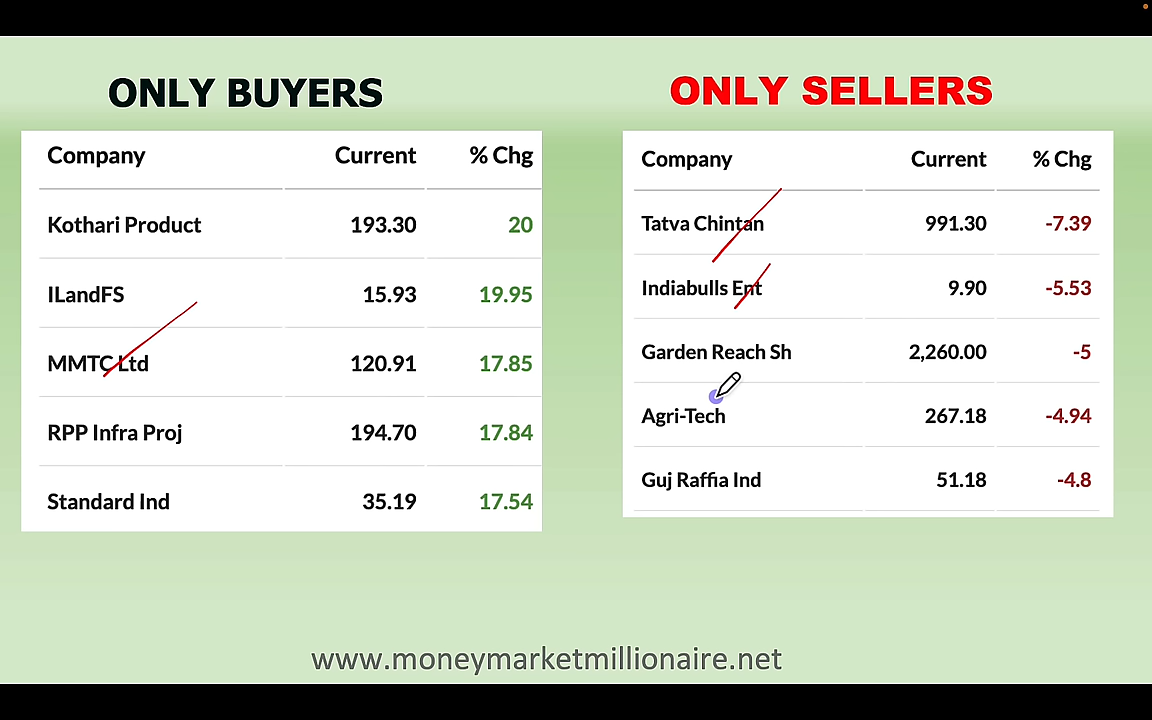 ONLY BUYERS
Company Current % Chg
Kothari Product 193.30 20
ILandFS 15.93 19.95
MMTC Ltd 120.91 17.85
RPP Infra Proj 194.70 17.84
Standard Ind 35.19 17.54
ONLY SELLERS
Company Current % Chg
Tatva Chintan 991.30 -7.39
Indiabulls Ent 9.90 -5.53
Garden Reach Sh 2,260.00 -5
Agri-Tech 267.18 -4.94
Guj Raffia Ind 51.18 -4.8
www.moneymarketmillionaire.net